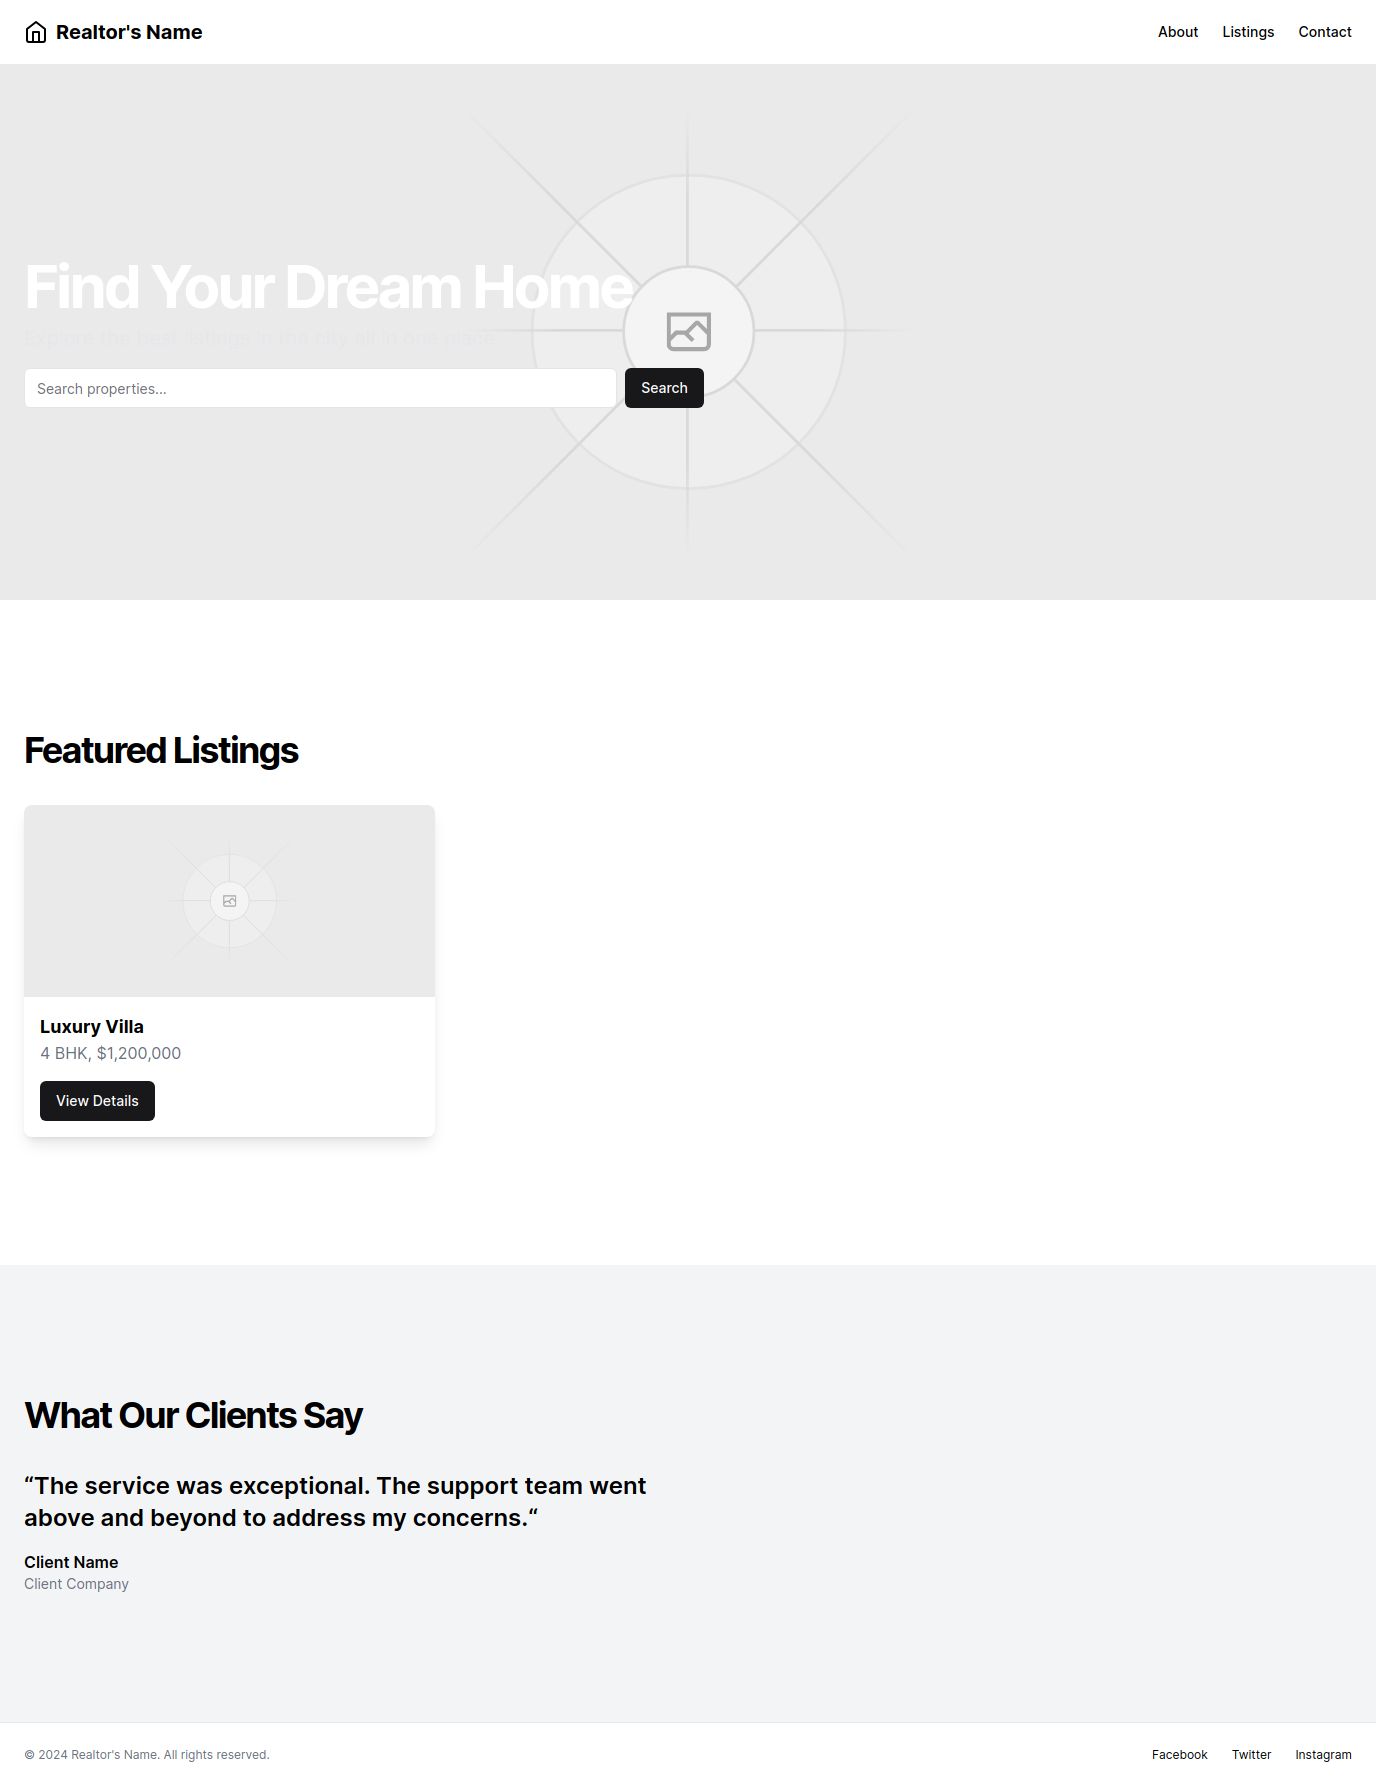 Realtor's Name
About Listings Contact
Find Your Dream Home
Explore the best listings in the city all in one place.
Search properties...
Search
Featured Listings
Luxury Villa
4 BHK, $1,200,000
View Details
What Our Clients Say
“The service was exceptional. The support team went
above and beyond to address my concerns.“
Client Name
Client Company
© 2024 Realtor's Name. All rights reserved.
Facebook Twitter Instagram